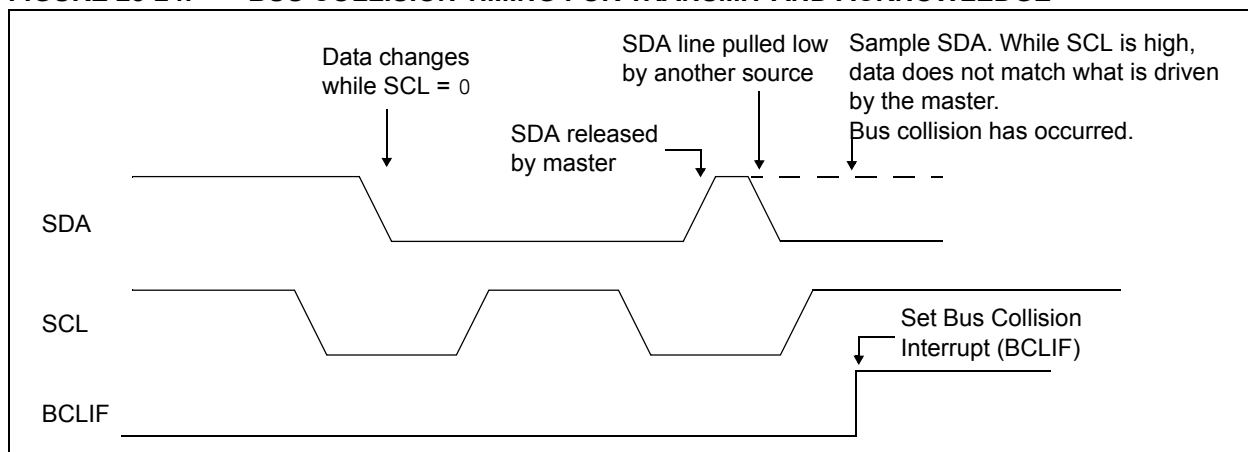 Data changes
while SCL = 0
SDA line pulled low
by another source
Sample SDA. While SCL is high,
data does not match what is driven
by the master.
Bus collision has occurred.
SDA released
by master
SDA
SCL
Set Bus Collision
Interrupt (BCLIF)
BCLIF